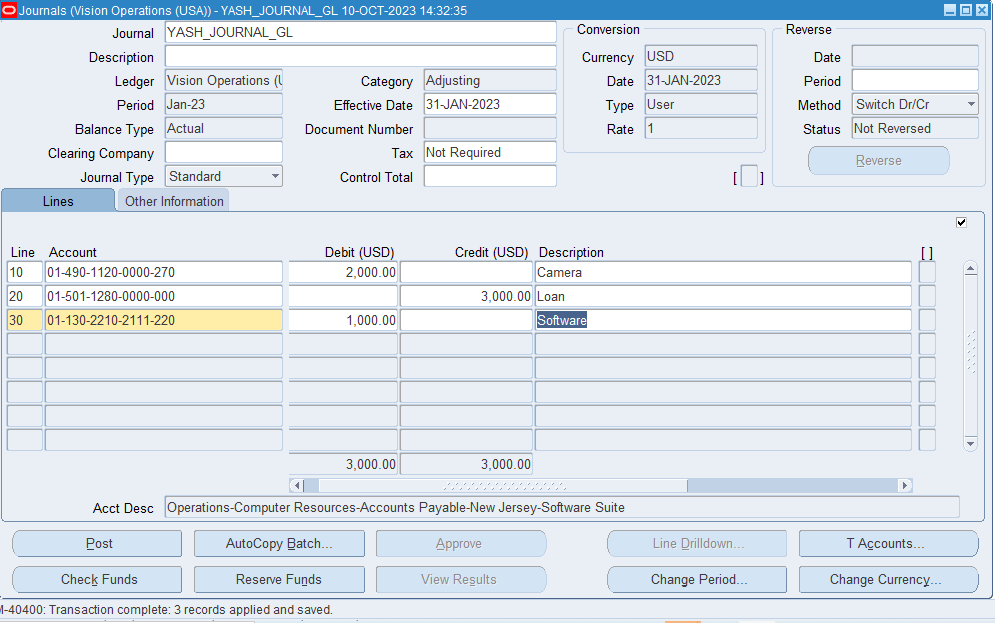 Journals (Vision Operations (USA)) - YASH_JOURNAL_GL 10-OCT-2023 14:32:35
Journal YASH_JOURNAL_GL
Description
Ledger Vision Operations (U Category Adjusting
Period Jan-23 Effective Date 31-JAN-2023
Balance Type Actual Document Number
Clearing Company Tax Not Required
Journal Type Standard Control Total
Conversion
Currency USD
Date 31-JAN-2023
Type User
Rate 1
[ ]
Reverse
Date
Period
Method Switch Dr/Cr
Status Not Reversed
Reverse
Lines Other Information
Line Account Debit (USD) Credit (USD) Description [ ]
10 01-490-1120-0000-270 2,000.00 Camera
20 01-501-1280-0000-000 3,000.00 Loan
30 01-130-2210-2111-220 1,000.00 Software
3,000.00 3,000.00
Acct Desc Operations-Computer Resources-Accounts Payable-New Jersey-Software Suite
Post AutoCopy Batch... Approve Line Drilldown... T Accounts...
Check Funds Reserve Funds View Results Change Period... Change Currency...
M-40400: Transaction complete: 3 records applied and saved.